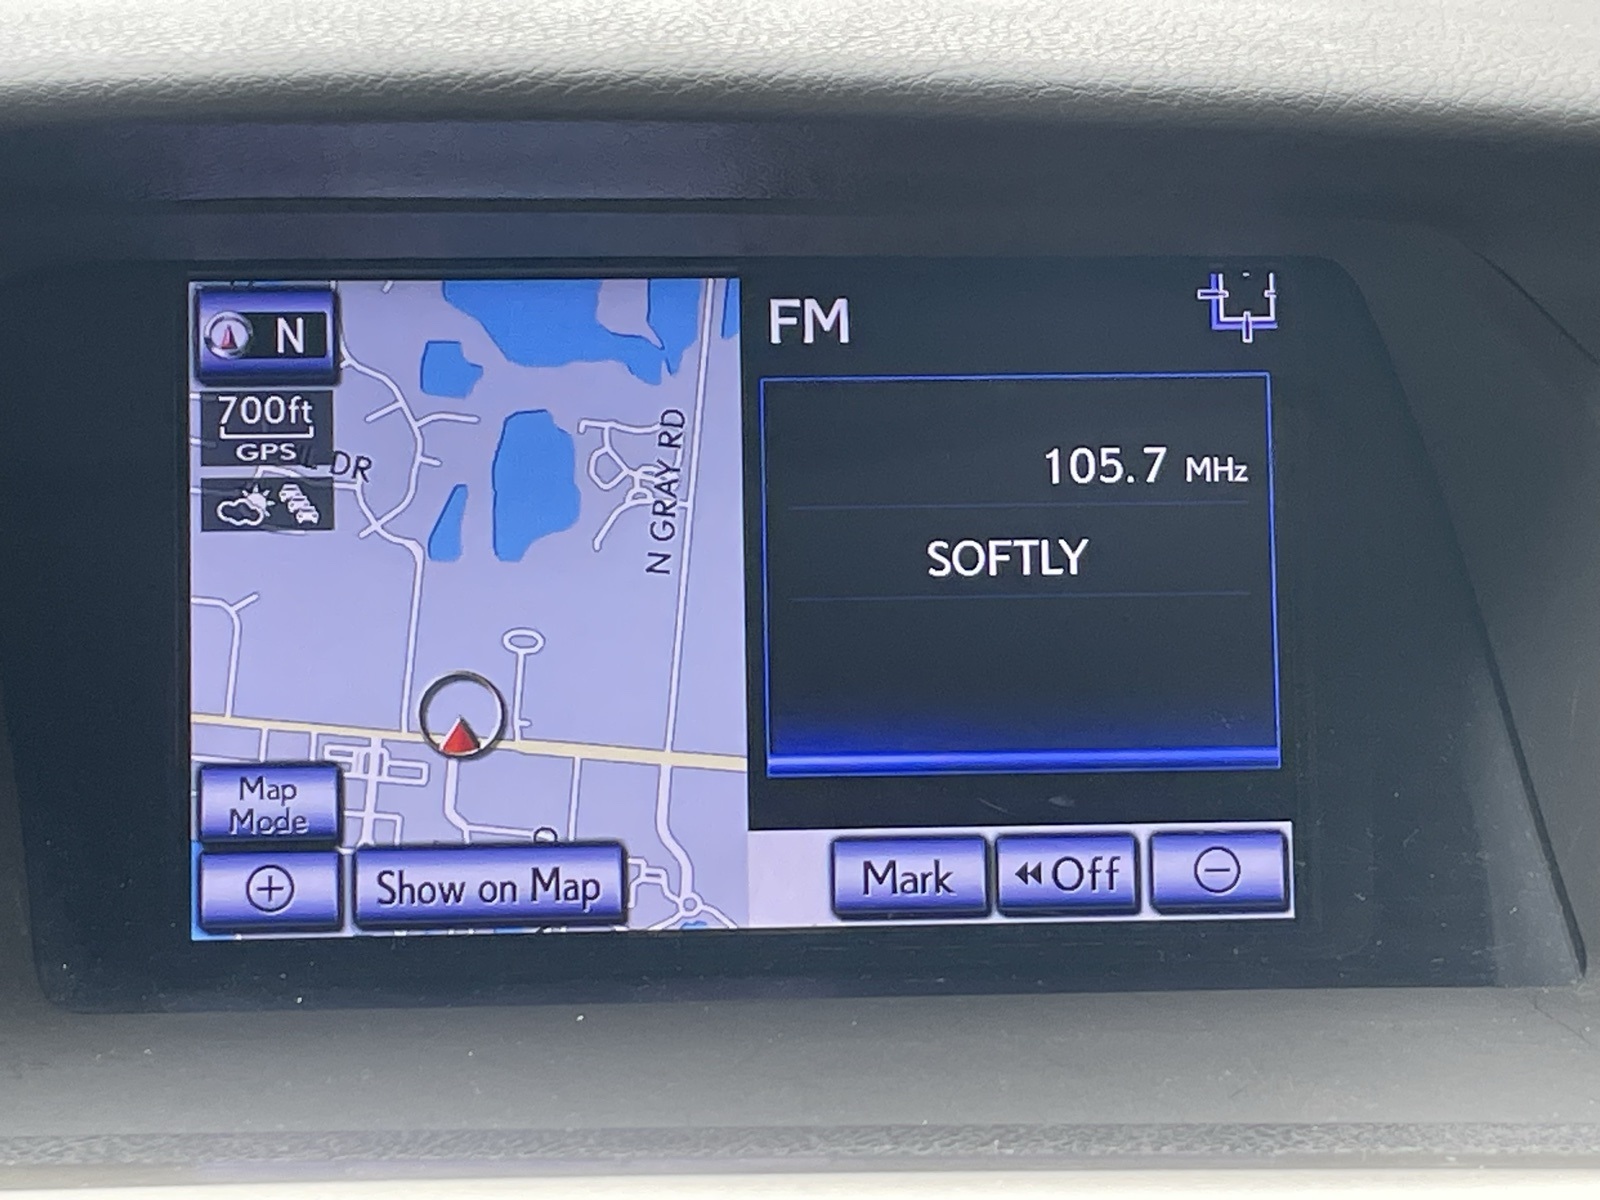 N
700ft
GPS
DR
N GRAY RD
Map
Mode
Show on Map
FM
105.7 MHz
SOFTLY
Mark
Off